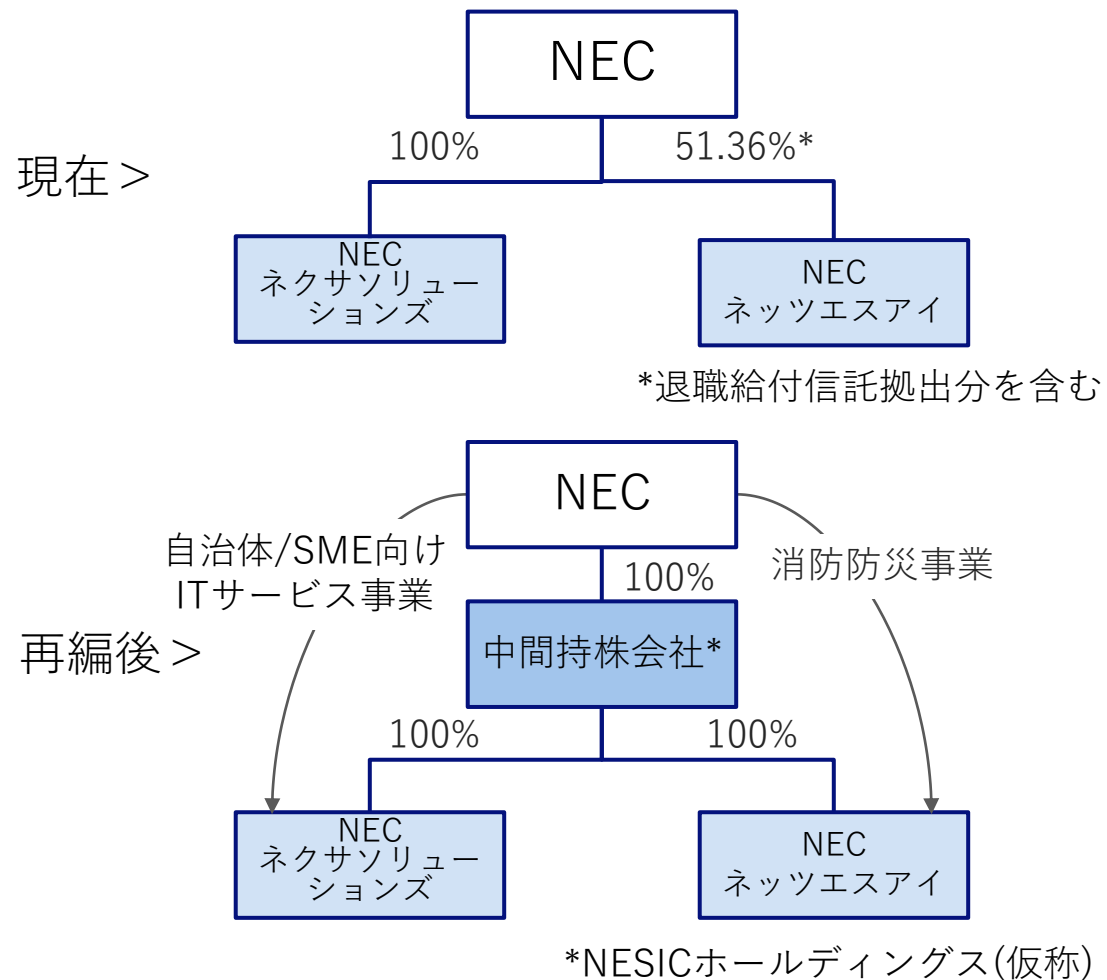 NEC
100%
51.36%*
現在＞
NEC
ネクサソリュー
ションズ
NEC
ネッツエスアイ
*退職給付信託拠出分を含む
NEC
自治体/SME向け
ITサービス事業
100%
消防防災事業
再編後＞
中間持株会社*
100%
100%
NEC
ネクサソリュー
ションズ
NEC
ネッツエスアイ
*NESICホールディングス(仮称)